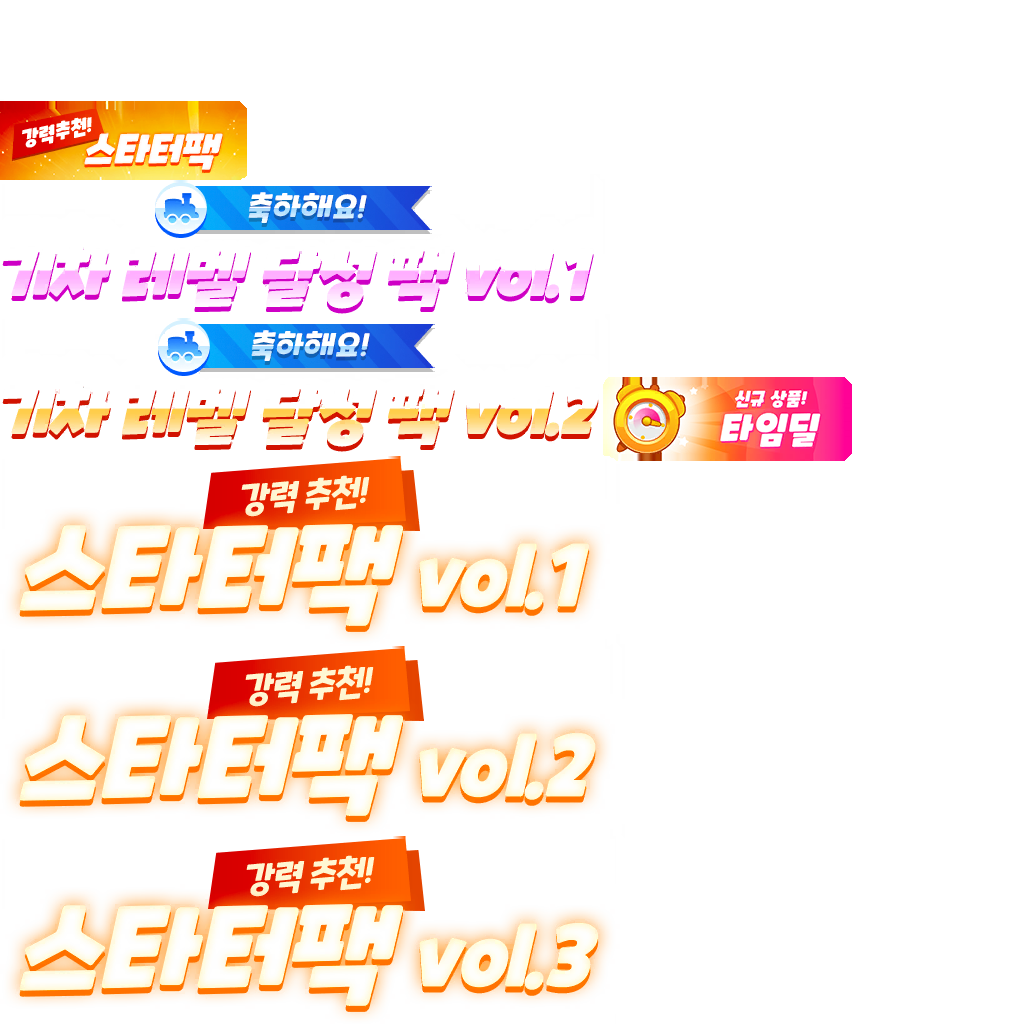 강력추천!
스타터팩
축하해요!
기차 레벨 달성 팩 vol.1
축하해요!
기차 레벨 달성 팩 vol.2
신규 상품!
타임딜
강력 추천!
스타터팩 vol.1
강력 추천!
스타터팩 vol.2
강력 추천!
스타터팩 vol.3